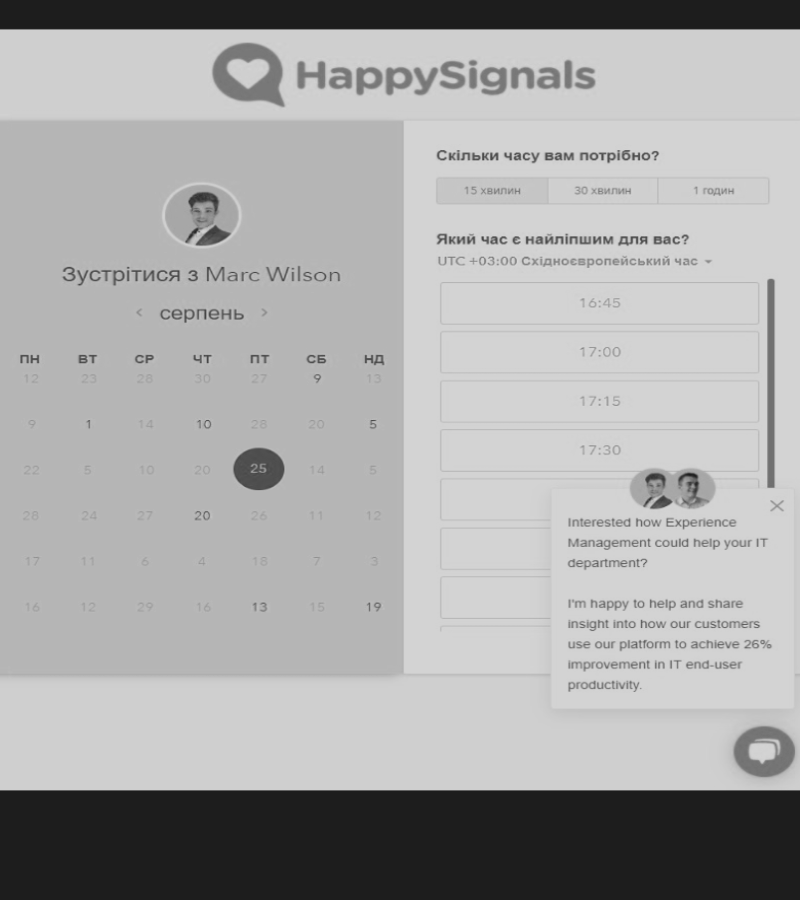 HappySignals
Зустрітися з Marc Wilson
серпень
ПН ВТ СР ЧТ ПТ СБ НД
12 23 28 30 27 9 13
9 1 14 10 28 20 5
22 5 10 20 25 14 5
28 24 27 20 26 11 12
17 11 6 4 18 7 3
16 12 29 16 13 15 19
Скільки часу вам потрібно?
15 хвилин 30 хвилин 1 годин
Який час є найліпшим для вас?
UTC +03:00 Східноєвропейський час
16:45
17:00
17:15
17:30
Interested how Experience
Management could help your IT
department?
I'm happy to help and share
insight into how our customers
use our platform to achieve 26%
improvement in IT end-user
productivity.